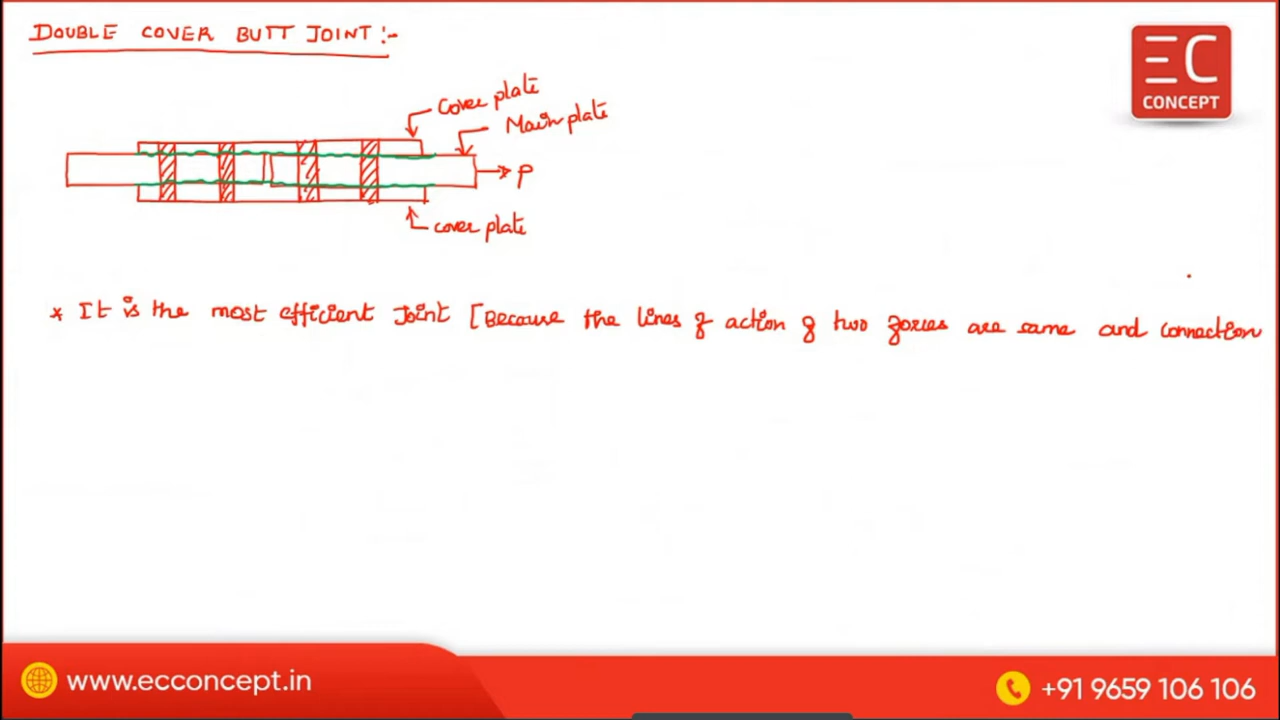 DOUBLE COVER BUTT JOINT :-
EC
CONCEPT
Cover plate
Main plate
P
cover plate
* It is the most efficient Joint [Because the lines of action of two forces are same and connection
www.ecconcept.in
+91 9659 106 106